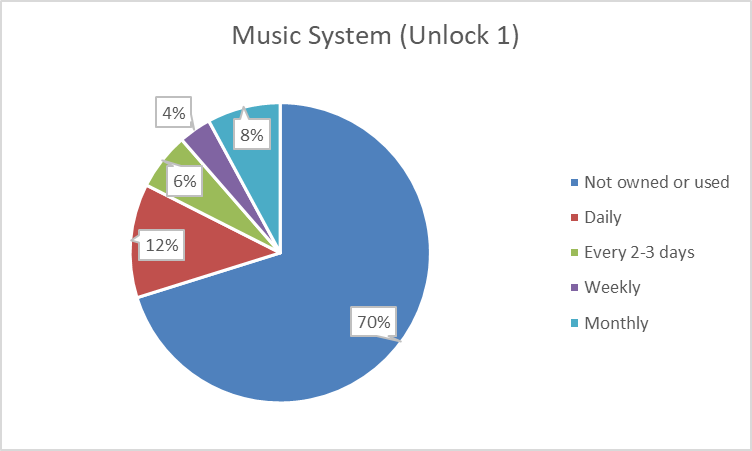 Music System (Unlock 1)
4%
8%
6%
12%
70%
Not owned or used
Daily
Every 2-3 days
Weekly
Monthly